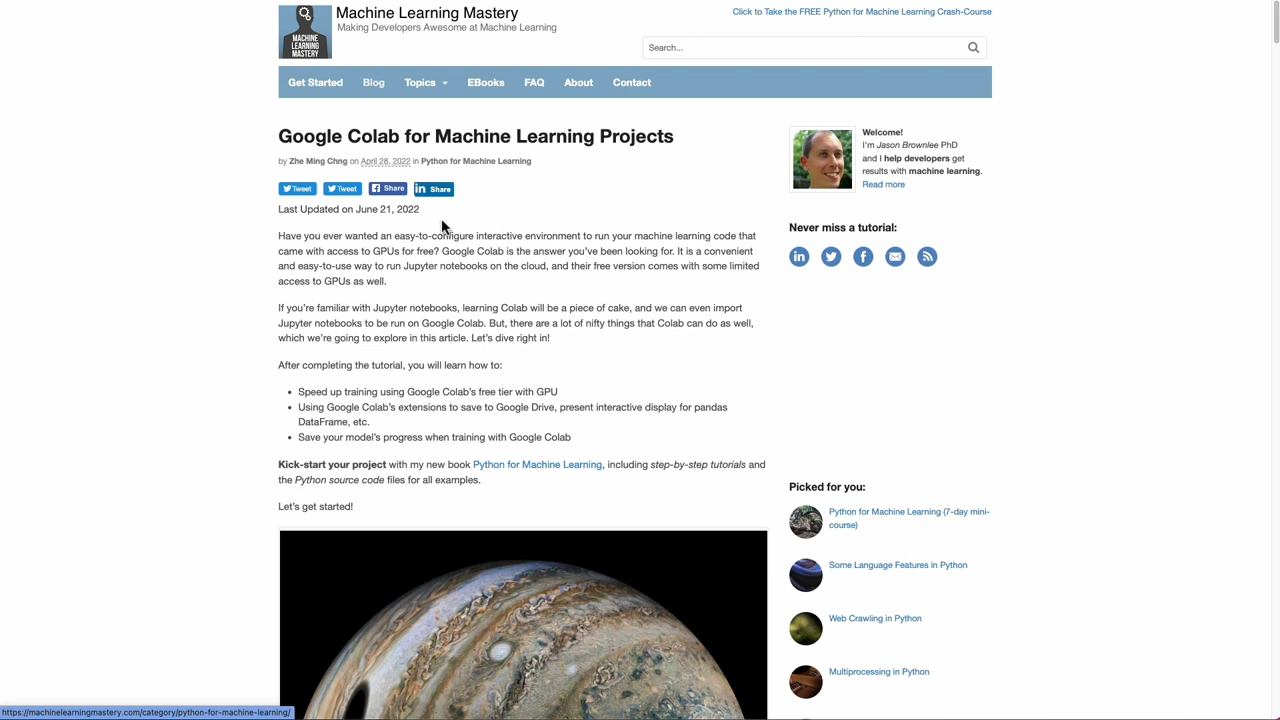 Machine Learning Mastery
Making Developers Awesome at Machine Learning
MACHINE
LEARNING
MASTERY
Click to Take the FREE Python for Machine Learning Crash-Course
Search...
Get Started Blog Topics EBooks FAQ About Contact
Google Colab for Machine Learning Projects
by Zhe Ming Chng on April 28, 2022 in Python for Machine Learning
Tweet Tweet Share Share
Last Updated on June 21, 2022
Have you ever wanted an easy-to-configure interactive environment to run your machine learning code that
came with access to GPUs for free? Google Colab is the answer you've been looking for. It is a convenient
and easy-to-use way to run Jupyter notebooks on the cloud, and their free version comes with some limited
access to GPUs as well.
If you're familiar with Jupyter notebooks, learning Colab will be a piece of cake, and we can even import
Jupyter notebooks to be run on Google Colab. But, there are a lot of nifty things that Colab can do as well,
which we're going to explore in this article. Let's dive right in!
After completing the tutorial, you will learn how to:
• Speed up training using Google Colab's free tier with GPU
• Using Google Colab's extensions to save to Google Drive, present interactive display for pandas
DataFrame, etc.
• Save your model's progress when training with Google Colab
Kick-start your project with my new book Python for Machine Learning, including step-by-step tutorials and
the Python source code files for all examples.
Let's get started!
Welcome!
I'm Jason Brownlee PhD
and I help developers get
results with machine learning.
Read more
Never miss a tutorial:
Picked for you:
Python for Machine Learning (7-day mini-
course)
Some Language Features in Python
Web Crawling in Python
Multiprocessing in Python
https://machinelearningmastery.com/category/python-for-machine-learning/